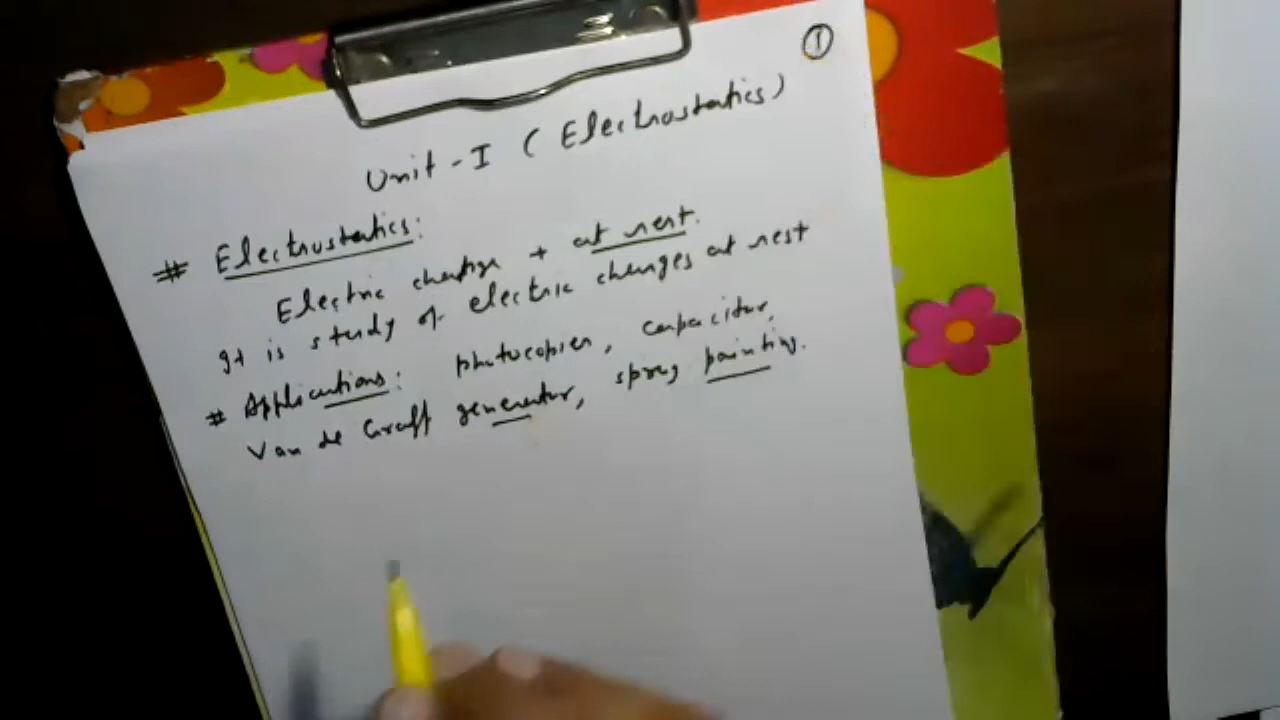 ①
Unit - I ( Electrostatics)
# Electrostatics:
Electric charge + at rest.
It is study of electric charges at rest
# Applications: photocopier, capacitor,
Van de Graff generator, spray painting.